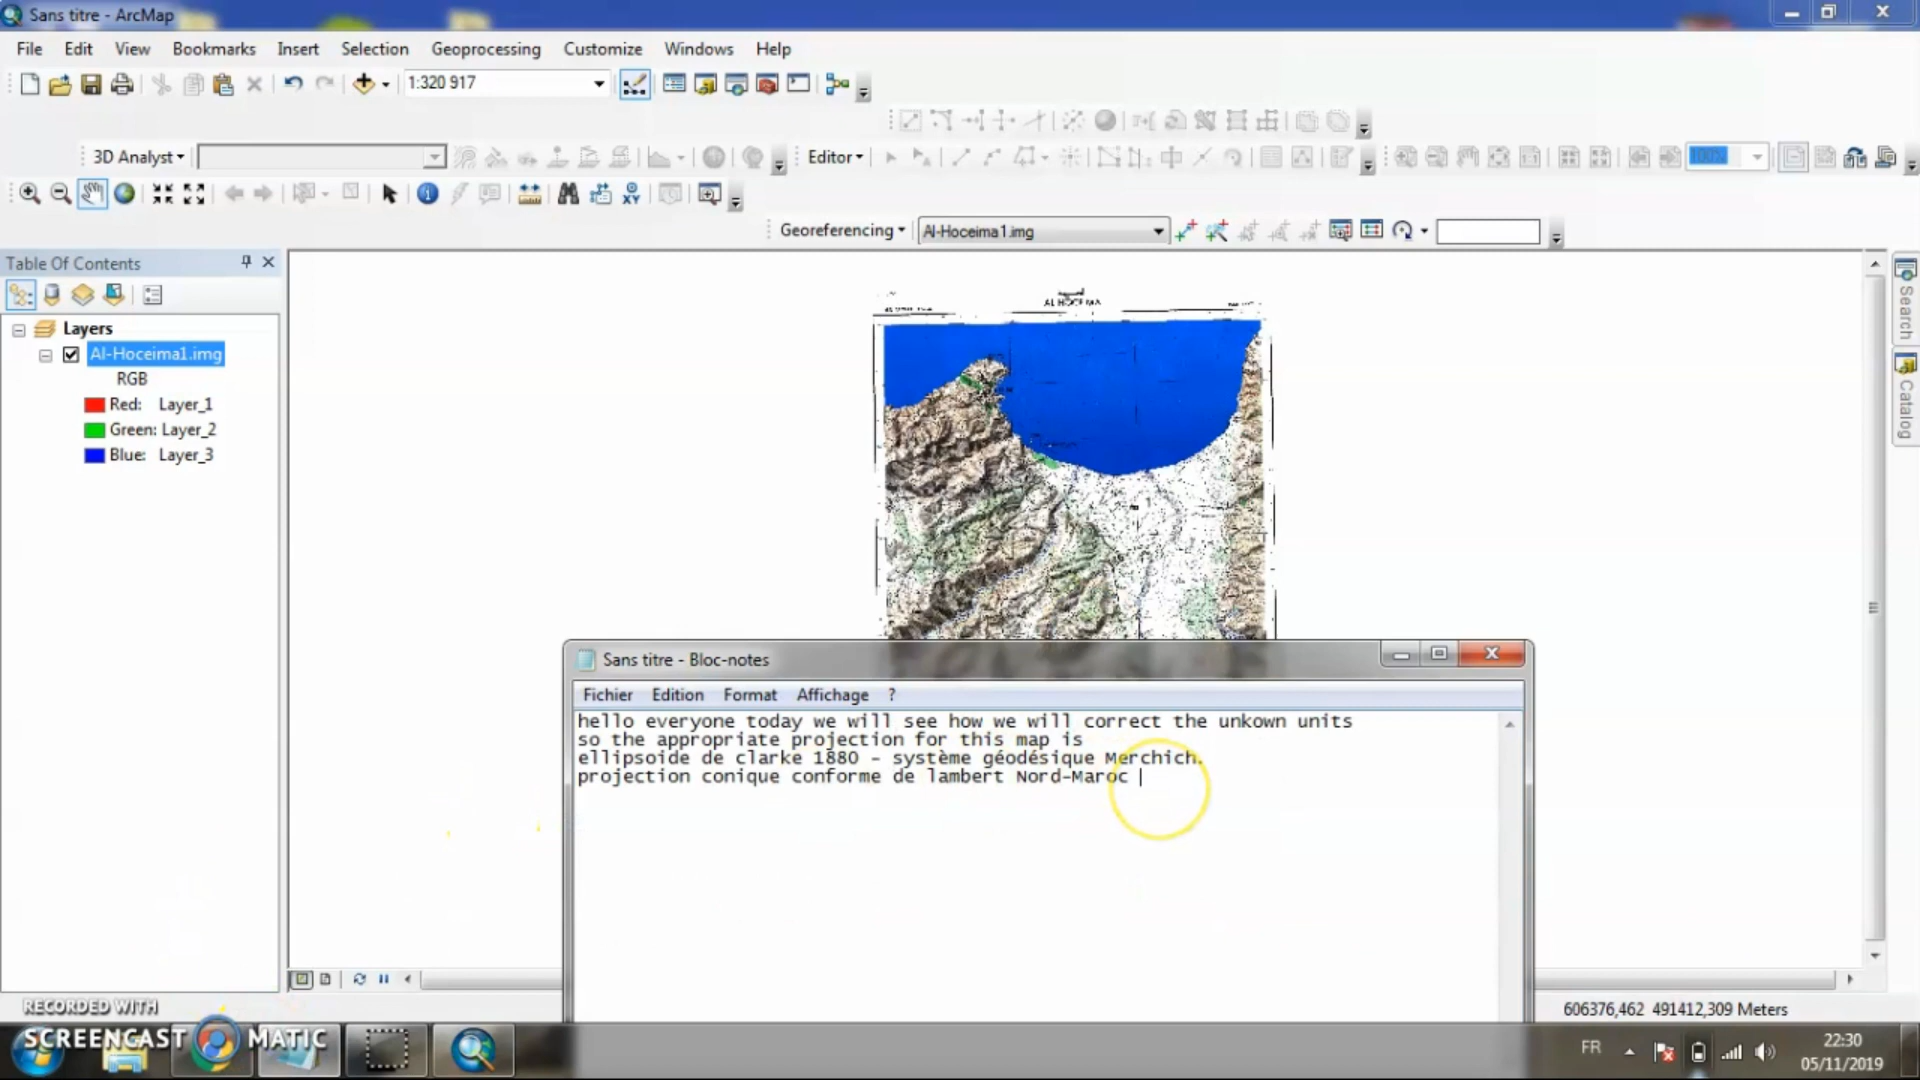 Sans titre - ArcMap
File Edit View Bookmarks Insert Selection Geoprocessing Customize Windows Help
1:320 917
3D Analyst Editor 100%
Georeferencing Al-Hoceima1.img
Table Of Contents
Layers
Al-Hoceima1.img
RGB
Red: Layer_1
Green: Layer_2
Blue: Layer_3
Search
Catalog
AL HOCEIMA
Sans titre - Bloc-notes
Fichier Edition Format Affichage ?
hello everyone today we will see how we will correct the unkown units
so the appropriate projection for this map is
ellipsoide de clarke 1880 - système géodésique Merchich.
projection conique conforme de lambert Nord-Maroc
606376,462 491412,309 Meters
RECORDED WITH
SCREENCAST MATIC
FR
22:30
05/11/2019